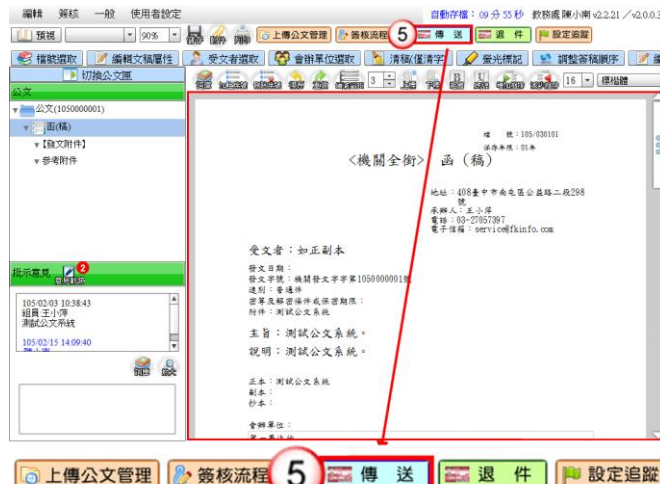 編輯 簽核 一般 使用者設定
自動存檔：09 分 55 秒 教務處 陳小南 v2.2.21 ／v2.0.0.3
預視 90% 儲存 上傳公文管理 簽核流程 5 傳 送 退 件 設定追蹤
檔號選取 編輯文稿屬性 受文者選取 會辦單位選取 清稿(僅清字) 螢光標記 調整簽稿順序
切換公文匣
3 16 標楷體
公文
公文(1050000001)
函(稿)
【發文附件】
參考附件
檔 號：105/030101
保存年限：01年
<機關全銜> 函（稿）
地址：408臺中市南屯區公益路二段298
號
承辦人：王小萍
電話：03-27057397
電子信箱：service@fkinfo.com
受文者：如正副本
發文日期：
發文字號：機關發文字字第1050000001號
速別：普通件
密等及解密條件或保密期限：
附件：測試公文系統
主旨：測試公文系統。
說明：測試公文系統。
正本：測試公文系統
副本：
抄本：
會辦單位：
批示意見 2
105/02/03 10:38:43
組員 王小萍
測試公文系統
105/02/15 14:09:40
上傳公文管理 簽核流程 5 傳 送 退 件 設定追蹤